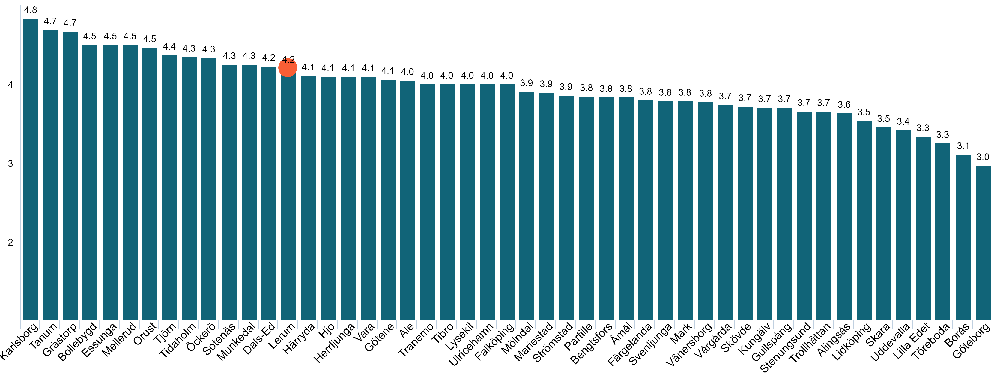 4.8
4.7
4.7
4.5
4.5
4.5
4.5
4.4
4.3
4.3
4.3
4.3
4.2
4.2
4.1
4.1
4.1
4.1
4.1
4.0
4.0
4.0
4.0
4.0
4.0
3.9
3.9
3.9
3.8
3.8
3.8
3.8
3.8
3.8
3.8
3.7
3.7
3.7
3.7
3.7
3.7
3.6
3.5
3.5
3.4
3.3
3.3
3.1
3.0
4
3
2
Karlsborg
Tanum
Grästorp
Bollebygd
Essunga
Mellerud
Orust
Tjörn
Tidaholm
Öckerö
Sotenäs
Munkedal
Dals-Ed
Lerum
Härryda
Hjo
Herrljunga
Vara
Götene
Ale
Tranemo
Tibro
Lysekil
Ulricehamn
Falköping
Mölndal
Mariestad
Strömstad
Partille
Bengtsfors
Åmål
Färgelanda
Svenljunga
Mark
Vänersborg
Vårgårda
Skövde
Kungälv
Gullspång
Stenungsund
Trollhättan
Alingsås
Lidköping
Skara
Uddevalla
Lilla Edet
Töreboda
Borås
Göteborg